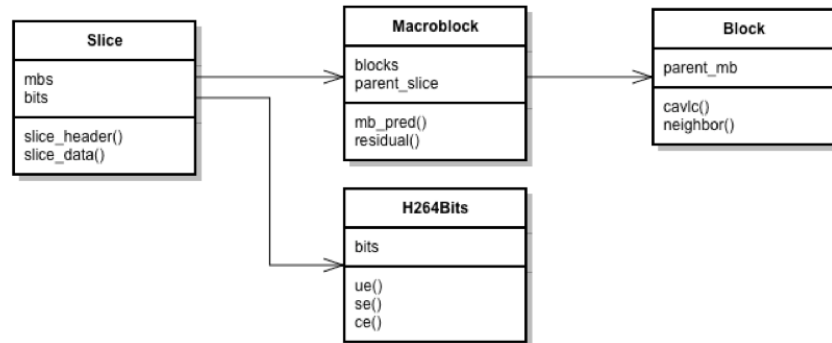 Slice
mbs
bits
slice_header()
slice_data()
Macroblock
blocks
parent_slice
mb_pred()
residual()
Block
parent_mb
cavlc()
neighbor()
H264Bits
bits
ue()
se()
ce()